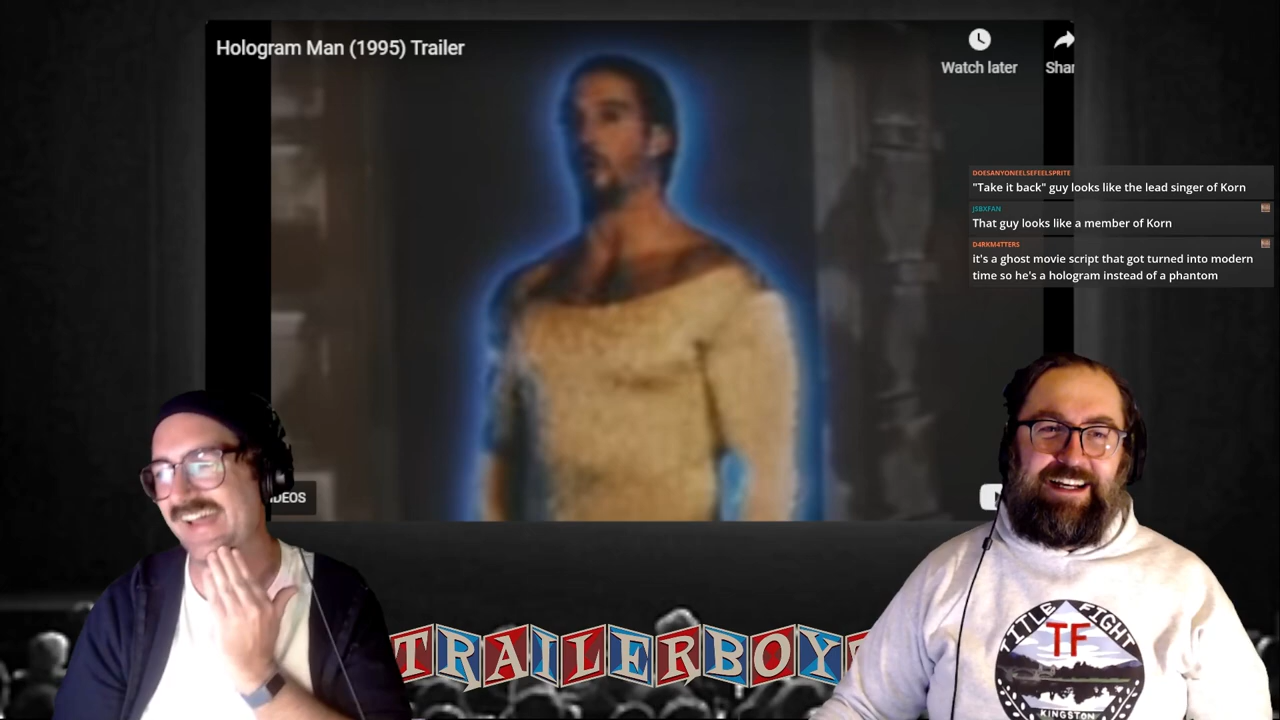 Hologram Man (1995) Trailer
Watch later
Shar
DOESANYONEELSEFEELSPRITE
"Take it back" guy looks like the lead singer of Korn
JSBXFAN
That guy looks like a member of Korn
D4RKM4TTERS
it's a ghost movie script that got turned into modern
time so he's a hologram instead of a phantom
IDEOS
TRAILERBOY
TITLE FIGHT
TF
KINGSTON